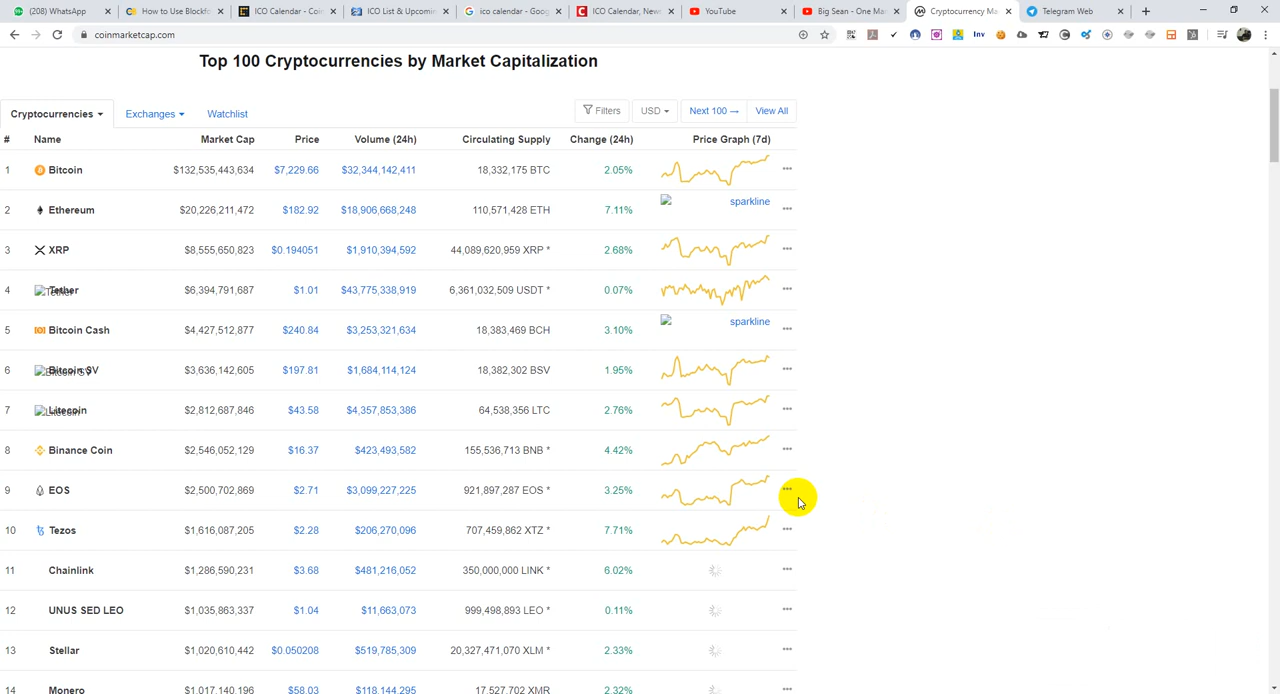 (208) WhatsApp
How to Use Blockfo
ICO Calendar - Coin
ICO List & Upcomin
ico calendar - Goog
ICO Calendar, New
YouTube
Big Sean - One Ma
Cryptocurrency Ma
Telegram Web
coinmarketcap.com
Inv
Top 100 Cryptocurrencies by Market Capitalization
Cryptocurrencies Exchanges Watchlist Filters USD Next 100 → View All
# Name Market Cap Price Volume (24h) Circulating Supply Change (24h) Price Graph (7d)
1 Bitcoin $132,535,443,634 $7,229.66 $32,344,142,411 18,332,175 BTC 2.05%
2 Ethereum $20,226,211,472 $182.92 $18,906,668,248 110,571,428 ETH 7.11% sparkline
3 XRP $8,555,650,823 $0.194051 $1,910,394,592 44,089,620,959 XRP * 2.68%
4 Tether $6,394,791,687 $1.01 $43,775,338,919 6,361,032,509 USDT * 0.07%
5 Bitcoin Cash $4,427,512,877 $240.84 $3,253,321,634 18,383,469 BCH 3.10% sparkline
6 Bitcoin SV $3,636,142,605 $197.81 $1,684,114,124 18,382,302 BSV 1.95%
7 Litecoin $2,812,687,846 $43.58 $4,357,853,386 64,538,356 LTC 2.76%
8 Binance Coin $2,546,052,129 $16.37 $423,493,582 155,536,713 BNB * 4.42%
9 EOS $2,500,702,869 $2.71 $3,099,227,225 921,897,287 EOS * 3.25%
10 Tezos $1,616,087,205 $2.28 $206,270,096 707,459,862 XTZ * 7.71%
11 Chainlink $1,286,590,231 $3.68 $481,216,052 350,000,000 LINK * 6.02%
12 UNUS SED LEO $1,035,863,337 $1.04 $11,663,073 999,498,893 LEO * 0.11%
13 Stellar $1,020,610,442 $0.050208 $519,785,309 20,327,471,070 XLM * 2.33%
14 Monero $1,017,140,196 $58.03 $118,144,295 17,527,702 XMR 2.32%